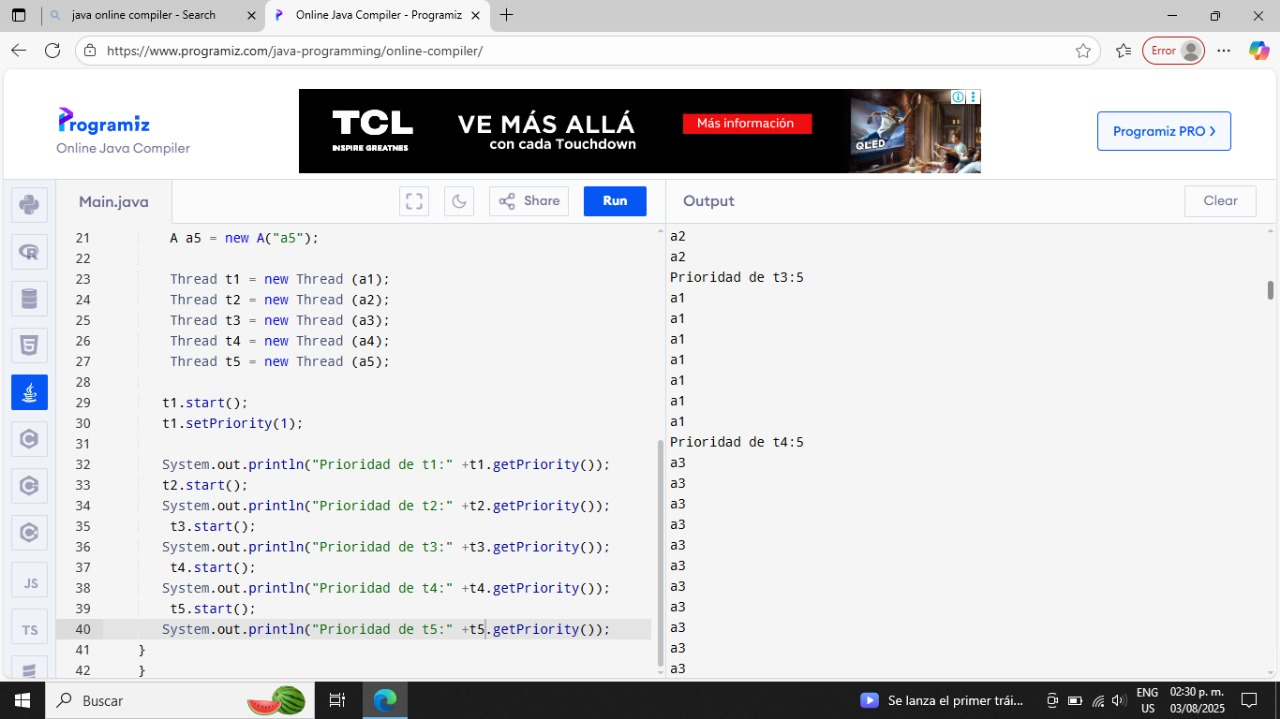 java online compiler - Search
Online Java Compiler - Programiz
https://www.programiz.com/java-programming/online-compiler/
Error
Programiz
Online Java Compiler
TCL
INSPIRE GREATNES
VE MÁS ALLÁ
con cada Touchdown
Más información
QLED
Programiz PRO
Main.java
Share
Run
Output
Clear
21 A a5 = new A("a5");
22
23 Thread t1 = new Thread (a1);
24 Thread t2 = new Thread (a2);
25 Thread t3 = new Thread (a3);
26 Thread t4 = new Thread (a4);
27 Thread t5 = new Thread (a5);
28
29 t1.start();
30 t1.setPriority(1);
31
32 System.out.println("Prioridad de t1:" +t1.getPriority());
33 t2.start();
34 System.out.println("Prioridad de t2:" +t2.getPriority());
35 t3.start();
36 System.out.println("Prioridad de t3:" +t3.getPriority());
37 t4.start();
38 System.out.println("Prioridad de t4:" +t4.getPriority());
39 t5.start();
40 System.out.println("Prioridad de t5:" +t5.getPriority());
41 }
42 }
a2
a2
Prioridad de t3:5
a1
a1
a1
a1
a1
a1
a1
Prioridad de t4:5
a3
a3
a3
a3
a3
a3
a3
a3
a3
a3
a3
JS
TS
Buscar
Se lanza el primer trái...
ENG
US
02:30 p. m.
03/08/2025